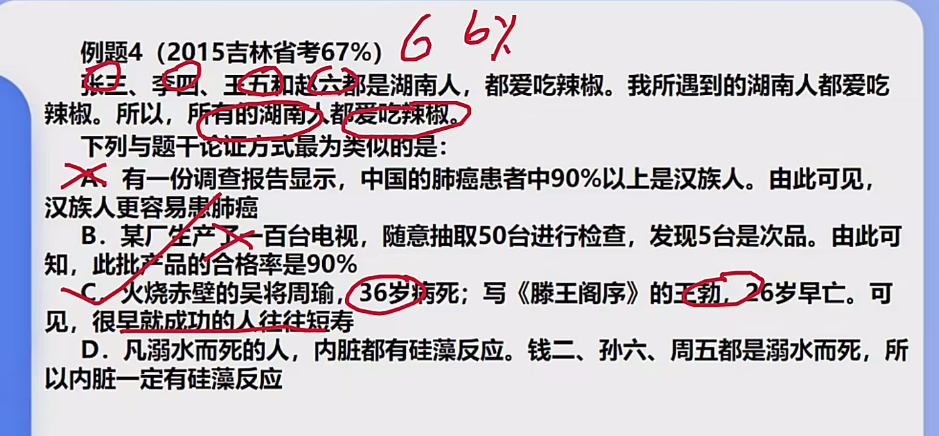 例题4（2015吉林省考67%） 6 6%
张三、李四、王五和赵六都是湖南人，都爱吃辣椒。我所遇到的湖南人都爱吃
辣椒。所以，所有的湖南人都爱吃辣椒。
下列与题干论证方式最为类似的是：
A．有一份调查报告显示，中国的肺癌患者中90%以上是汉族人。由此可见，
汉族人更容易患肺癌
B．某厂生产了一百台电视，随意抽取50台进行检查，发现5台是次品。由此可
知，此批产品的合格率是90%
C．火烧赤壁的吴将周瑜，36岁病死；写《滕王阁序》的王勃，26岁早亡。可
见，很早就成功的人往往短寿
D．凡溺水而死的人，内脏都有硅藻反应。钱二、孙六、周五都是溺水而死，所
以内脏一定有硅藻反应